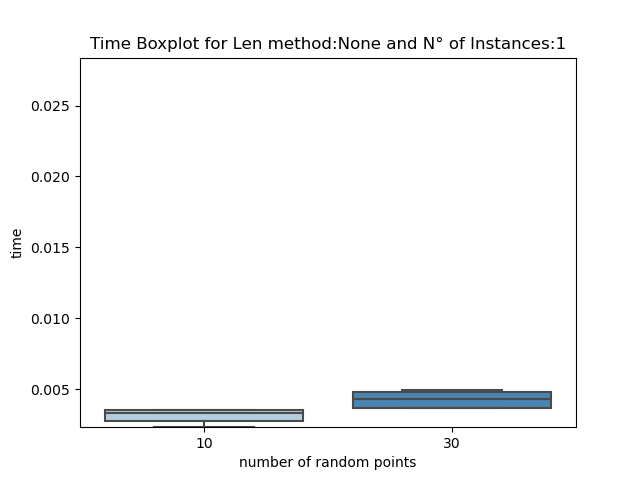 Time Boxplot for Len method:None and N° of Instances:1
0.025
0.020
0.015
0.010
0.005
time
10 30
number of random points